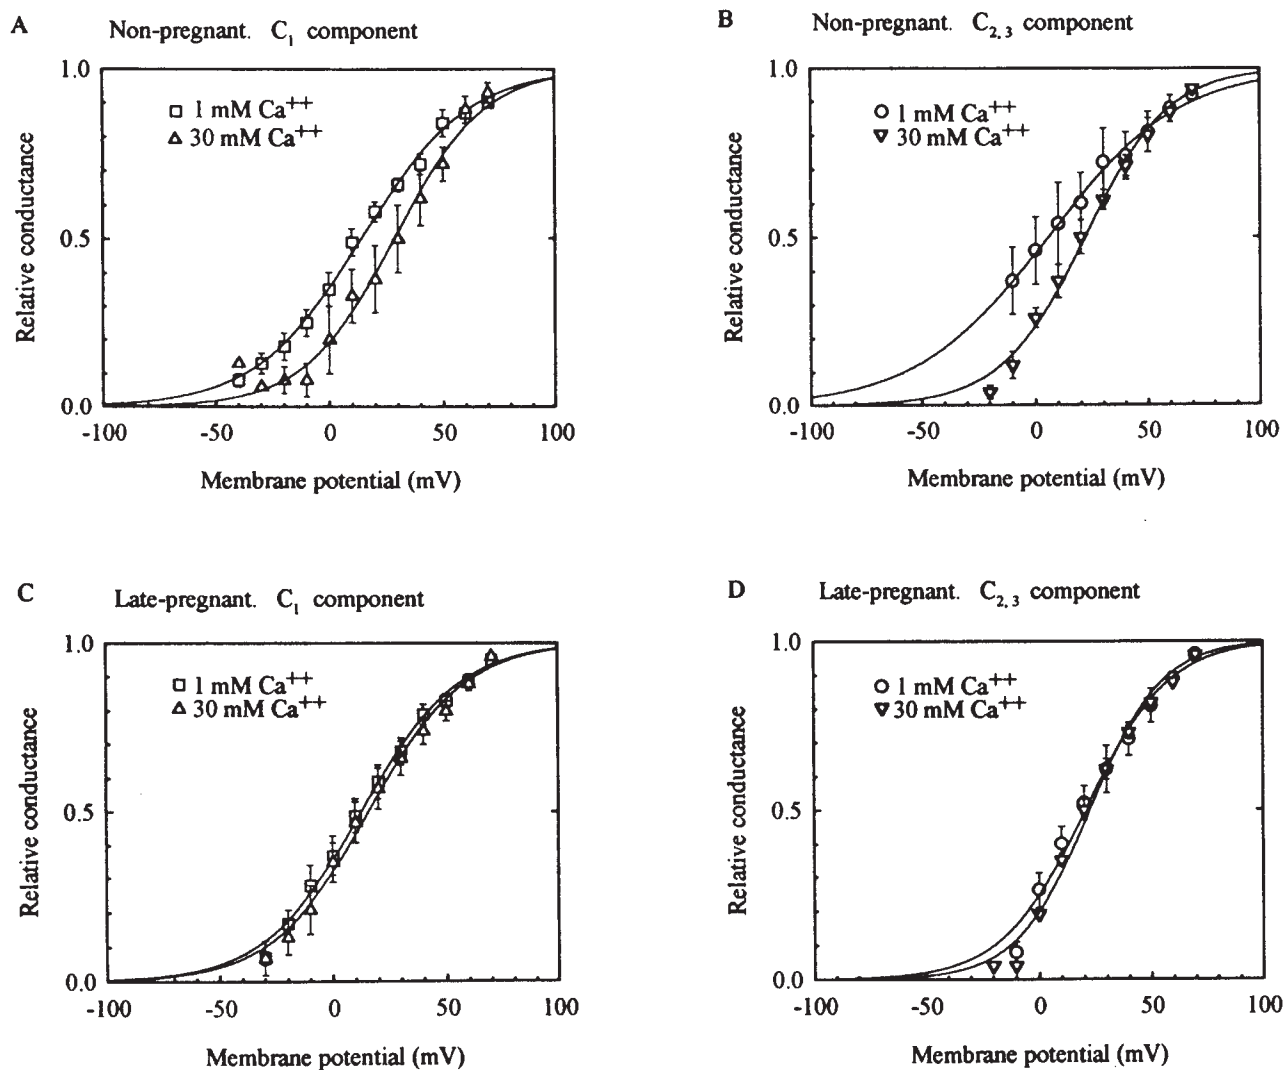 A
Non-pregnant. C₁ component
1.0
0.5
0.0
□ 1 mM Ca⁺⁺
△ 30 mM Ca⁺⁺
Relative conductance
-100 -50 0 50 100
Membrane potential (mV)
B
Non-pregnant. C₂,₃ component
1.0
0.5
0.0
○ 1 mM Ca⁺⁺
▽ 30 mM Ca⁺⁺
Relative conductance
-100 -50 0 50 100
Membrane potential (mV)
C
Late-pregnant. C₁ component
1.0
0.5
0.0
□ 1 mM Ca⁺⁺
△ 30 mM Ca⁺⁺
Relative conductance
-100 -50 0 50 100
Membrane potential (mV)
D
Late-pregnant. C₂,₃ component
1.0
0.5
0.0
○ 1 mM Ca⁺⁺
▽ 30 mM Ca⁺⁺
Relative conductance
-100 -50 0 50 100
Membrane potential (mV)